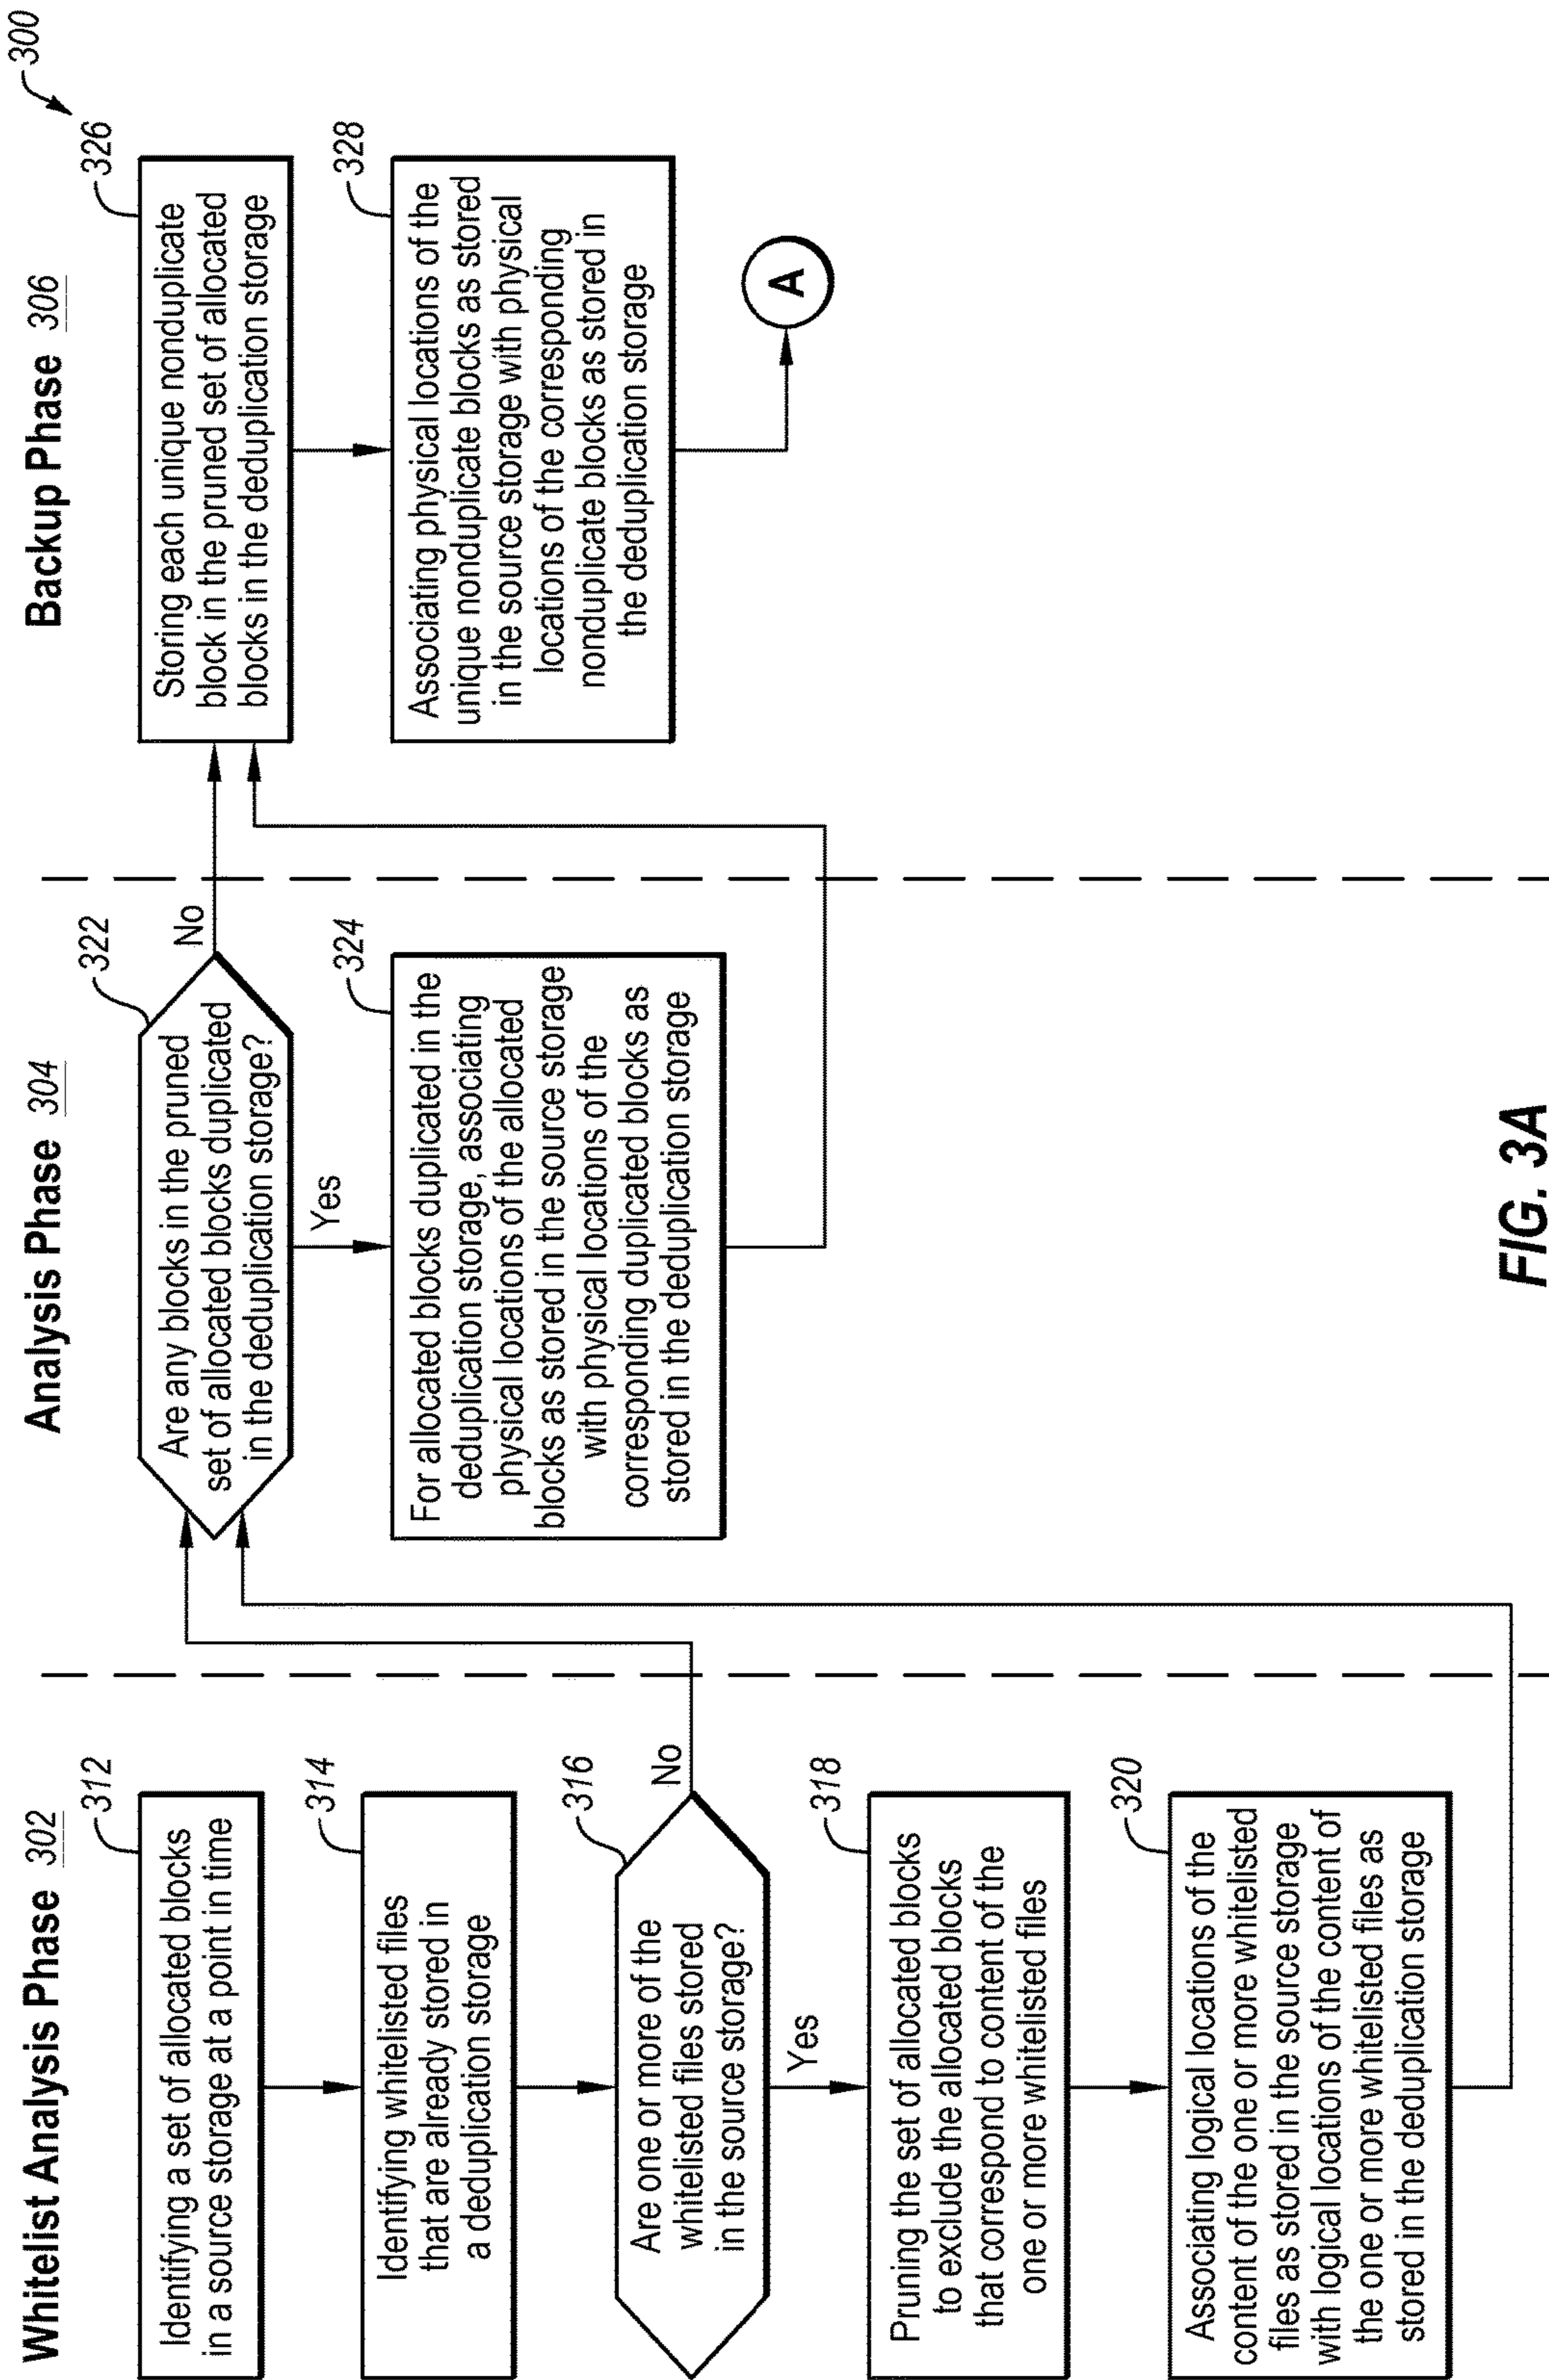 300
Whitelist Analysis Phase 302
312
Identifying a set of allocated blocks
in a source storage at a point in time
314
Identifying whitelisted files
that are already stored in
a deduplication storage
316
Are one or more of the
whitelisted files stored
in the source storage?
No
Yes
318
Pruning the set of allocated blocks
to exclude the allocated blocks
that correspond to content of the
one or more whitelisted files
320
Associating logical locations of the
content of the one or more whitelisted
files as stored in the source storage
with logical locations of the content of
the one or more whitelisted files as
stored in the deduplication storage
Analysis Phase 304
322
Are any blocks in the pruned
set of allocated blocks duplicated
in the deduplication storage?
No
Yes
324
For allocated blocks duplicated in the
deduplication storage, associating
physical locations of the allocated
blocks as stored in the source storage
with physical locations of the
corresponding duplicated blocks as
stored in the deduplication storage
Backup Phase 306
326
Storing each unique nonduplicate
block in the pruned set of allocated
blocks in the deduplication storage
328
Associating physical locations of the
unique nonduplicate blocks as stored
in the source storage with physical
locations of the corresponding
nonduplicate blocks as stored in
the deduplication storage
A
FIG. 3A